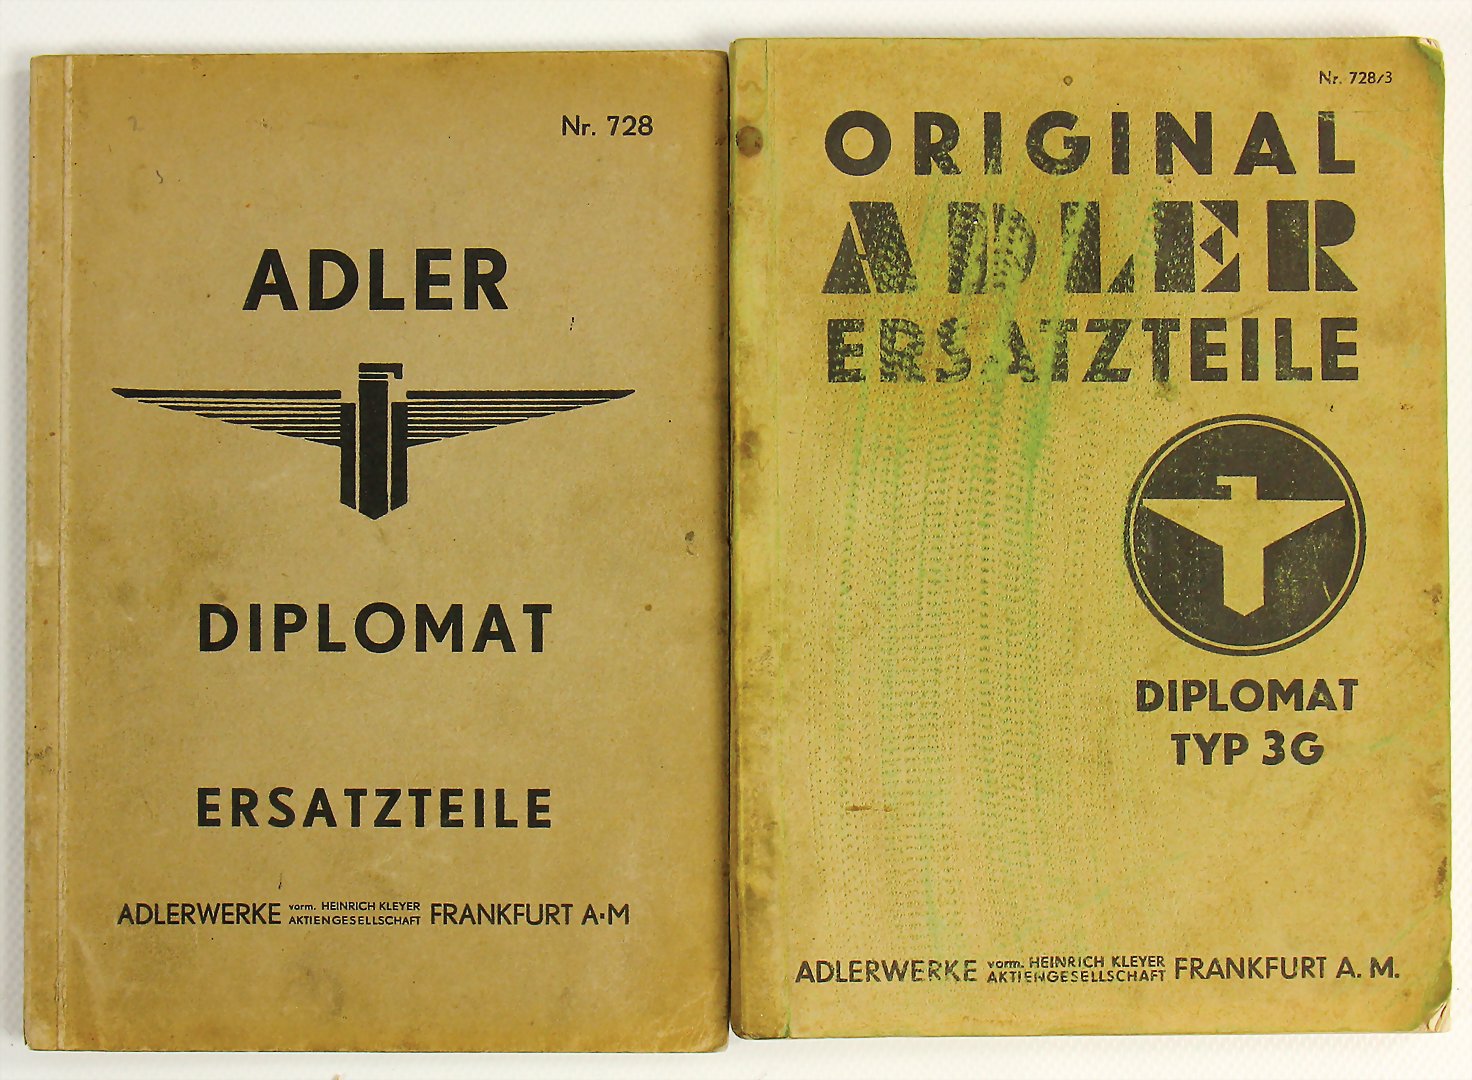 Nr. 728
ADLER
DIPLOMAT
ERSATZTEILE
ADLERWERKE vorm. HEINRICH KLEYER AKTIENGESELLSCHAFT FRANKFURT A·M
Nr. 728/3
ORIGINAL
ADLER
ERSATZTEILE
DIPLOMAT
TYP 3G
ADLERWERKE vorm. HEINRICH KLEYER AKTIENGESELLSCHAFT FRANKFURT A. M.